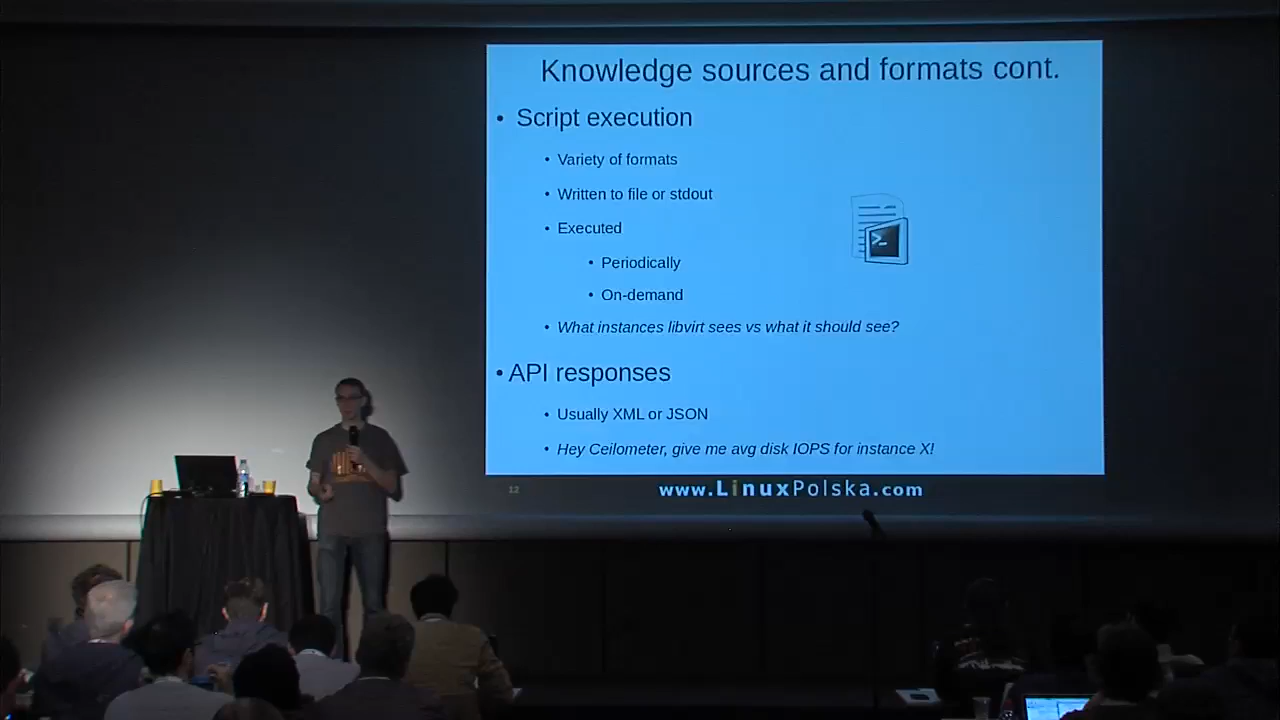 Knowledge sources and formats cont.
• Script execution
• Variety of formats
• Written to file or stdout
• Executed
• Periodically
• On-demand
• What instances libvirt sees vs what it should see?
• API responses
• Usually XML or JSON
• Hey Ceilometer, give me avg disk IOPS for instance X!
12
www.LinuxPolska.com